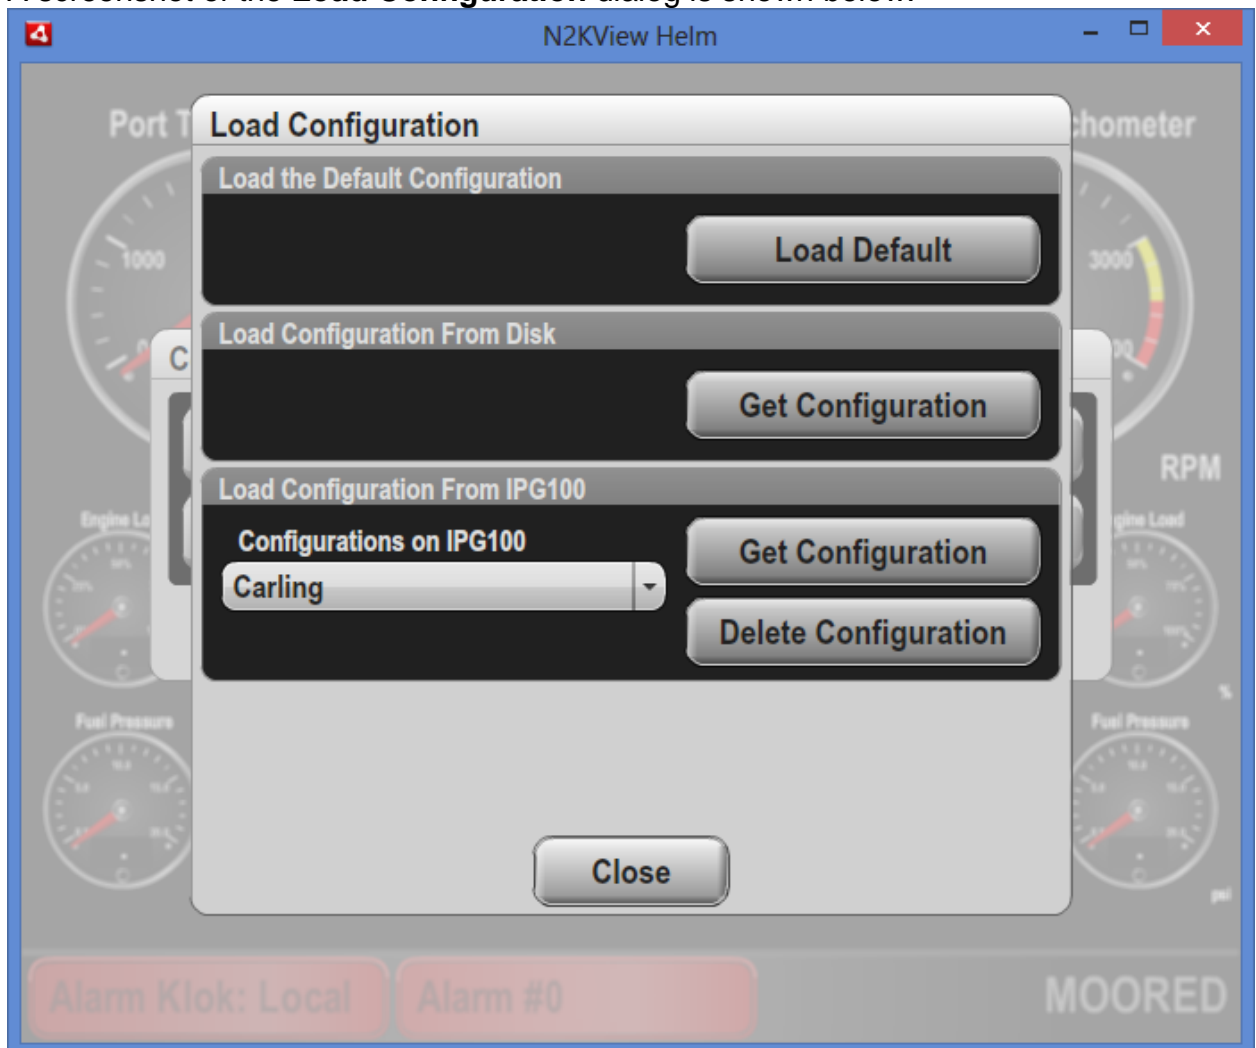 A screenshot of the Load Configuration dialog is shown below.
N2KView Helm
Port T
chometer
Load Configuration
Load the Default Configuration
Load Default
1000
3000
Load Configuration From Disk
C
Get Configuration
RPM
Load Configuration From IPG100
Engine Lo
gine Load
Configurations on IPG100
Get Configuration
Carling
Delete Configuration
%
Fuel Pressure
Fuel Pressure
psi
Close
Alarm Klok: Local
Alarm #0
MOORED